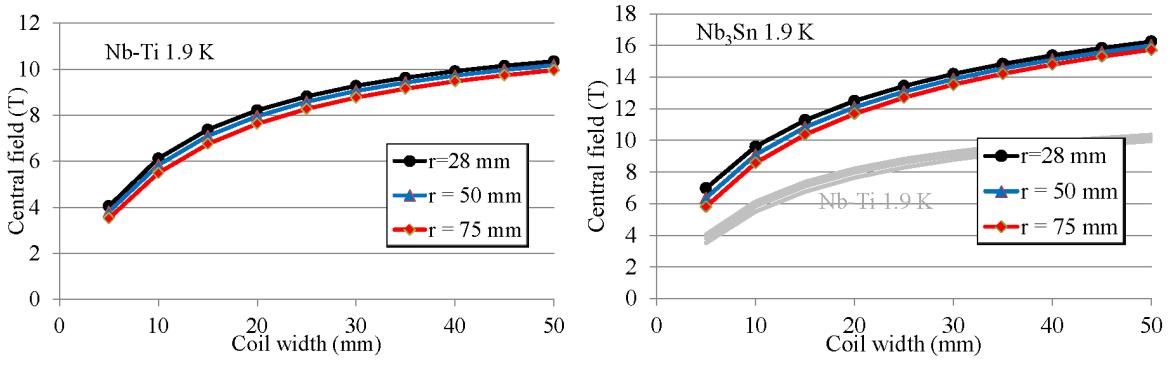 12
10
8
6
4
2
0
Central field (T)
Nb-Ti 1.9 K
r=28 mm
r = 50 mm
r = 75 mm
0 10 20 30 40 50
Coil width (mm)
18
16
14
12
10
8
6
4
2
0
Central field (T)
Nb3Sn 1.9 K
Nb-Ti 1.9 K
r=28 mm
r = 50 mm
r = 75 mm
0 10 20 30 40 50
Coil width (mm)